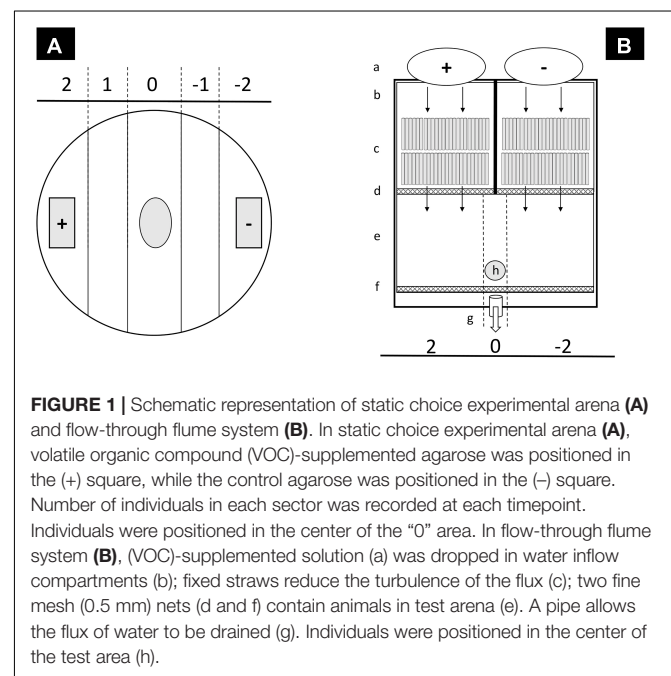 A
B
2 1 0 -1 -2
+ -
a
b
c
d
e
f
+ -
h
g
2 0 -2
FIGURE 1 | Schematic representation of static choice experimental arena (A)
and flow-through flume system (B). In static choice experimental arena (A),
volatile organic compound (VOC)-supplemented agarose was positioned in
the (+) square, while the control agarose was positioned in the (–) square.
Number of individuals in each sector was recorded at each timepoint.
Individuals were positioned in the center of the “0” area. In flow-through flume
system (B), (VOC)-supplemented solution (a) was dropped in water inflow
compartments (b); fixed straws reduce the turbulence of the flux (c); two fine
mesh (0.5 mm) nets (d and f) contain animals in test arena (e). A pipe allows
the flux of water to be drained (g). Individuals were positioned in the center of
the test area (h).